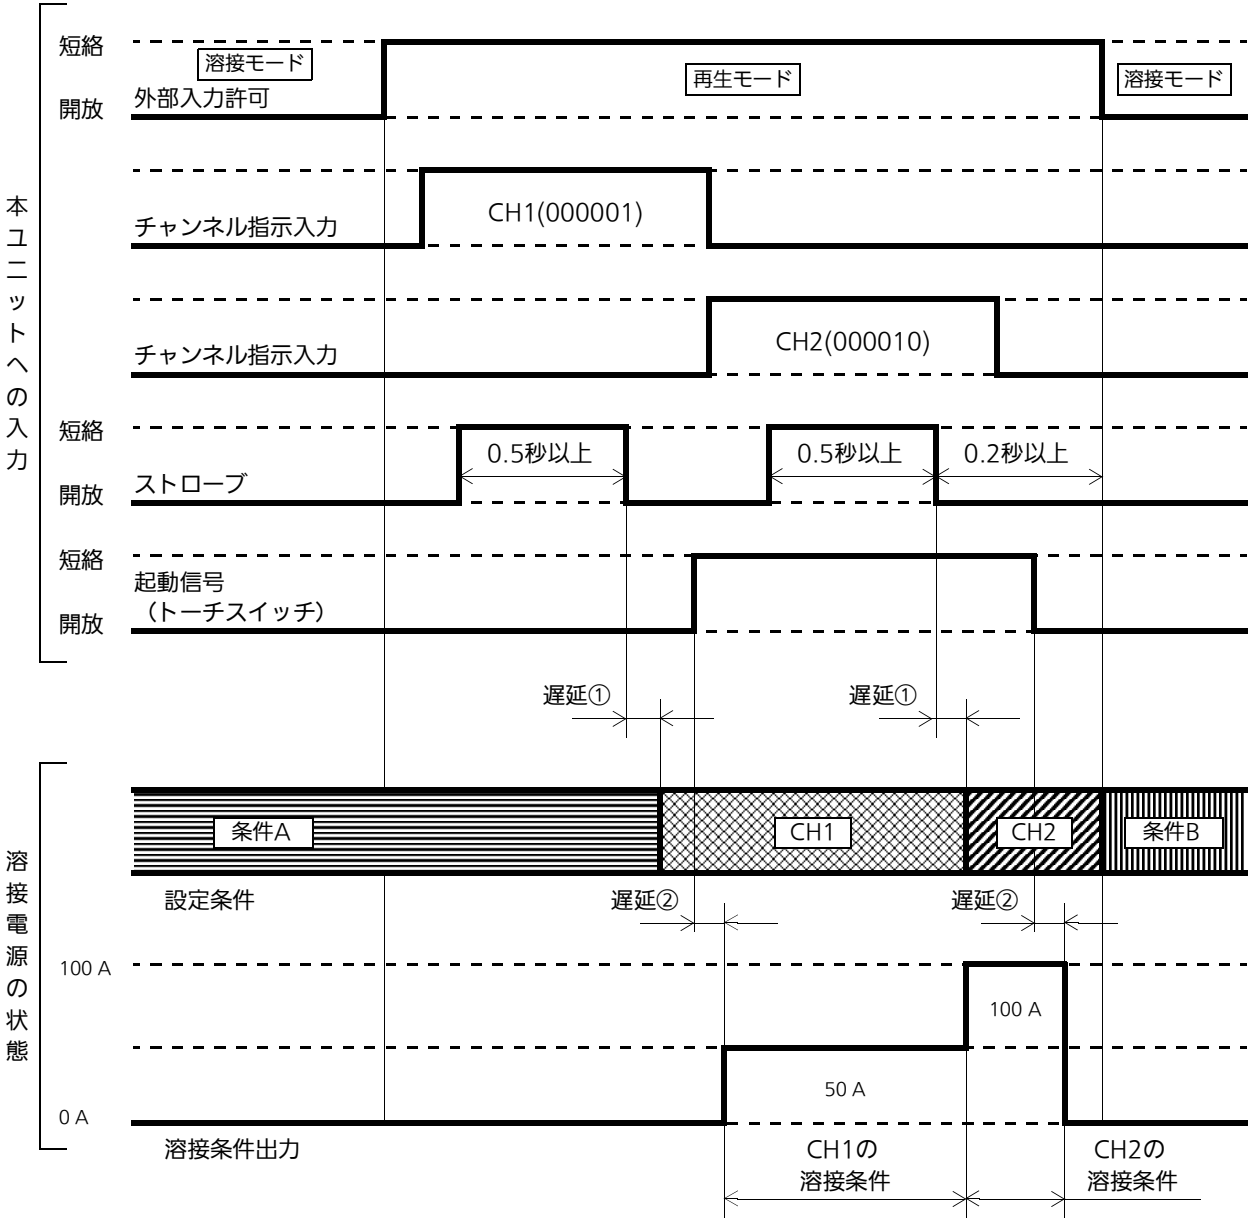 本ユニットへの入力
短絡
溶接モード
再生モード
溶接モード
外部入力許可
開放
CH1(000001)
チャンネル指示入力
CH2(000010)
チャンネル指示入力
短絡
0.5秒以上
0.5秒以上
0.2秒以上
ストローブ
開放
短絡
起動信号
（トーチスイッチ）
開放
遅延①
遅延①
溶接電源の状態
条件A
CH1
CH2
条件B
設定条件
遅延②
遅延②
100 A
100 A
50 A
0 A
溶接条件出力
CH1の
溶接条件
CH2の
溶接条件